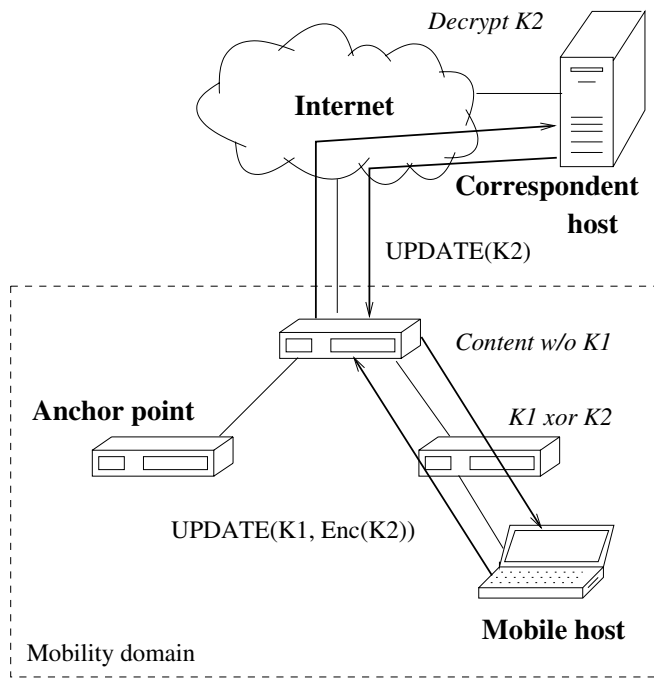 Decrypt K2
Internet
Correspondent
host
UPDATE(K2)
Content w/o K1
Anchor point
K1 xor K2
UPDATE(K1, Enc(K2))
Mobile host
Mobility domain